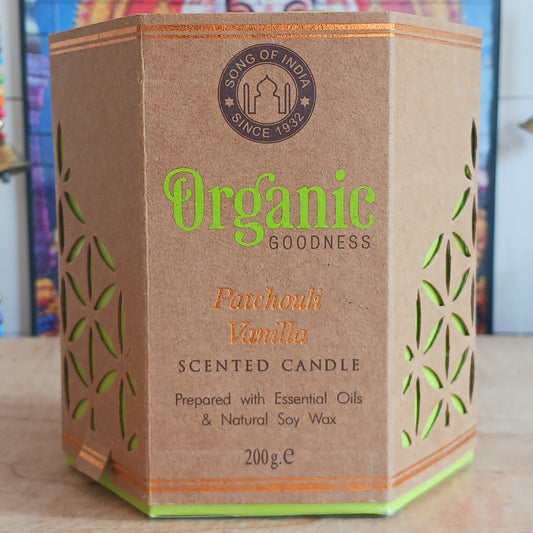 SONG OF INDIA
SINCE 1932
Organic
GOODNESS
Patchouli
Vanilla
SCENTED CANDLE
Prepared with Essential Oils
& Natural Soy Wax
200g.e